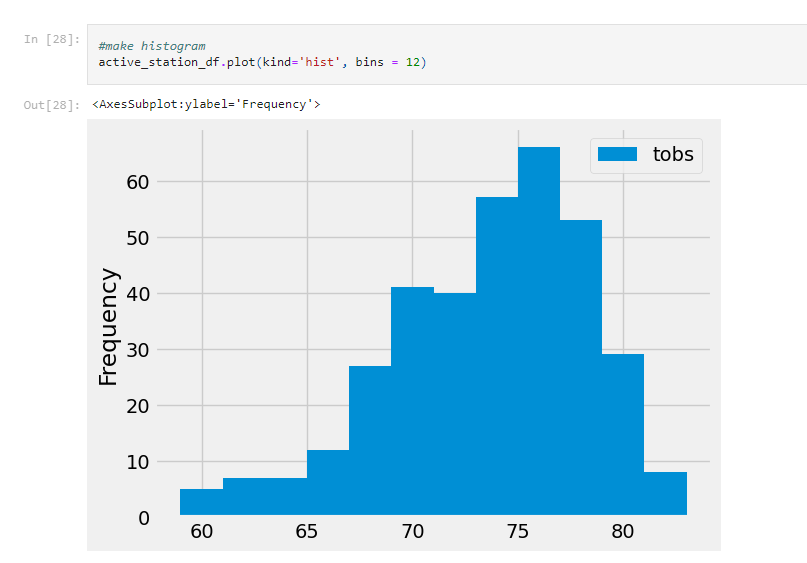 In [28]:
#make histogram
active_station_df.plot(kind='hist', bins = 12)
Out[28]:
<AxesSubplot:ylabel='Frequency'>
tobs
Frequency
60
50
40
30
20
10
0
60 65 70 75 80